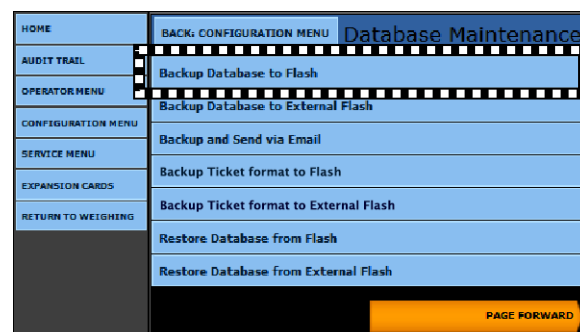 HOME
AUDIT TRAIL
OPERATOR MENU
CONFIGURATION MENU
SERVICE MENU
EXPANSION CARDS
RETURN TO WEIGHING
BACK: CONFIGURATION MENU
Database Maintenance
Backup Database to Flash
Backup Database to External Flash
Backup and Send via Email
Backup Ticket format to Flash
Backup Ticket format to External Flash
Restore Database from Flash
Restore Database from External Flash
PAGE FORWARD